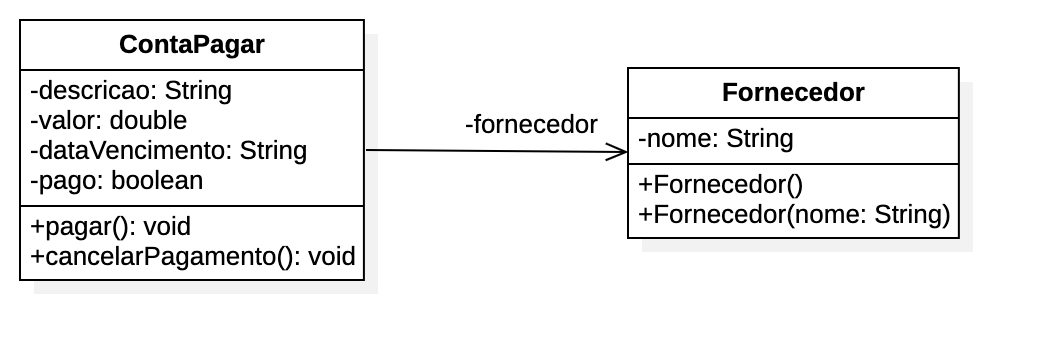 ContaPagar
-descricao: String
-valor: double
-dataVencimento: String
-pago: boolean
+pagar(): void
+cancelarPagamento(): void
-fornecedor
Fornecedor
-nome: String
+Fornecedor()
+Fornecedor(nome: String)